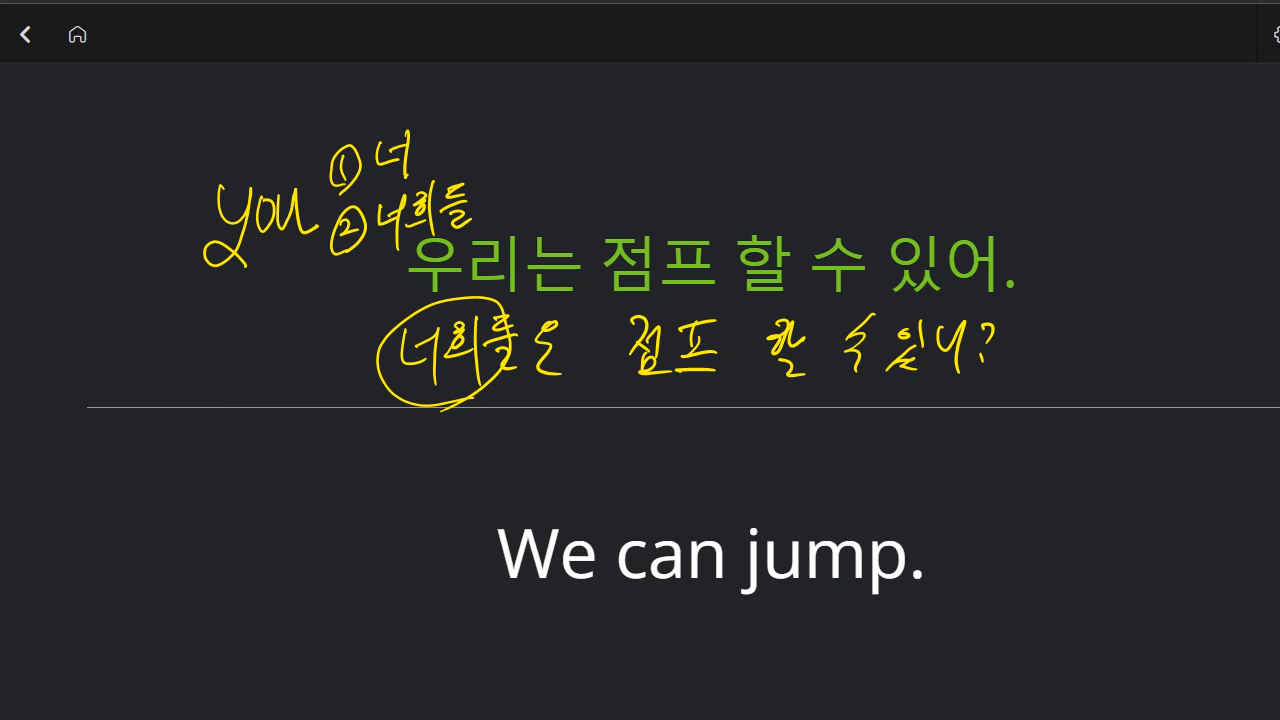 you ① 너
② 너희들
우리는 점프 할 수 있어.
너희들은 점프 할 수 있니?
We can jump.